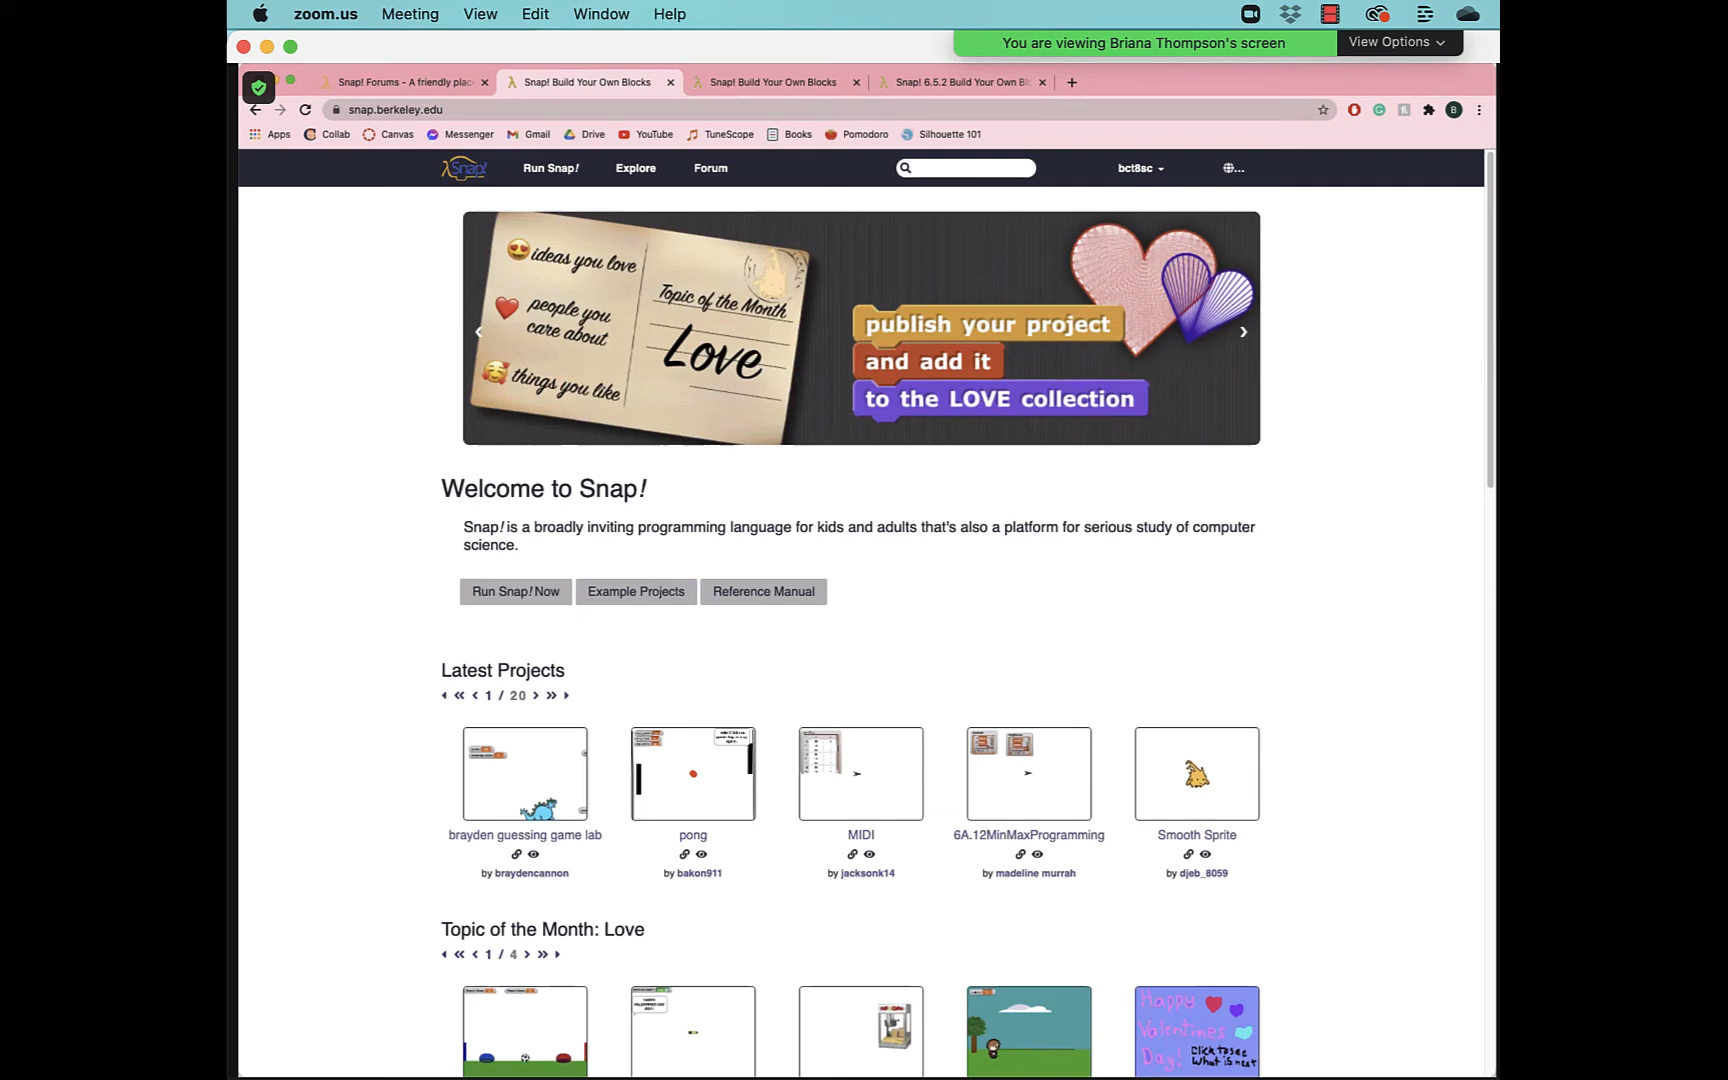 zoom.us Meeting View Edit Window Help
You are viewing Briana Thompson's screen View Options
Snap! Forums - A friendly plac Snap! Build Your Own Blocks Snap! Build Your Own Blocks Snap! 6.5.2 Build Your Own Bl
snap.berkeley.edu
Apps Collab Canvas Messenger Gmail Drive YouTube TuneScope Books Pomodoro Silhouette 101
Snap! Run Snap! Explore Forum bct8sc ...
ideas you love
people you
care about
things you like
Topic of the Month
Love
publish your project
and add it
to the LOVE collection
Welcome to Snap!
Snap! is a broadly inviting programming language for kids and adults that's also a platform for serious study of computer
science.
Run Snap! Now Example Projects Reference Manual
Latest Projects
1 / 20
brayden guessing game lab pong MIDI 6A.12MinMaxProgramming Smooth Sprite
by braydencannon by bakon911 by jacksonk14 by madeline murrah by djeb_8059
Topic of the Month: Love
1 / 4
Happy
Valentines
Day!
Click to see
what is next